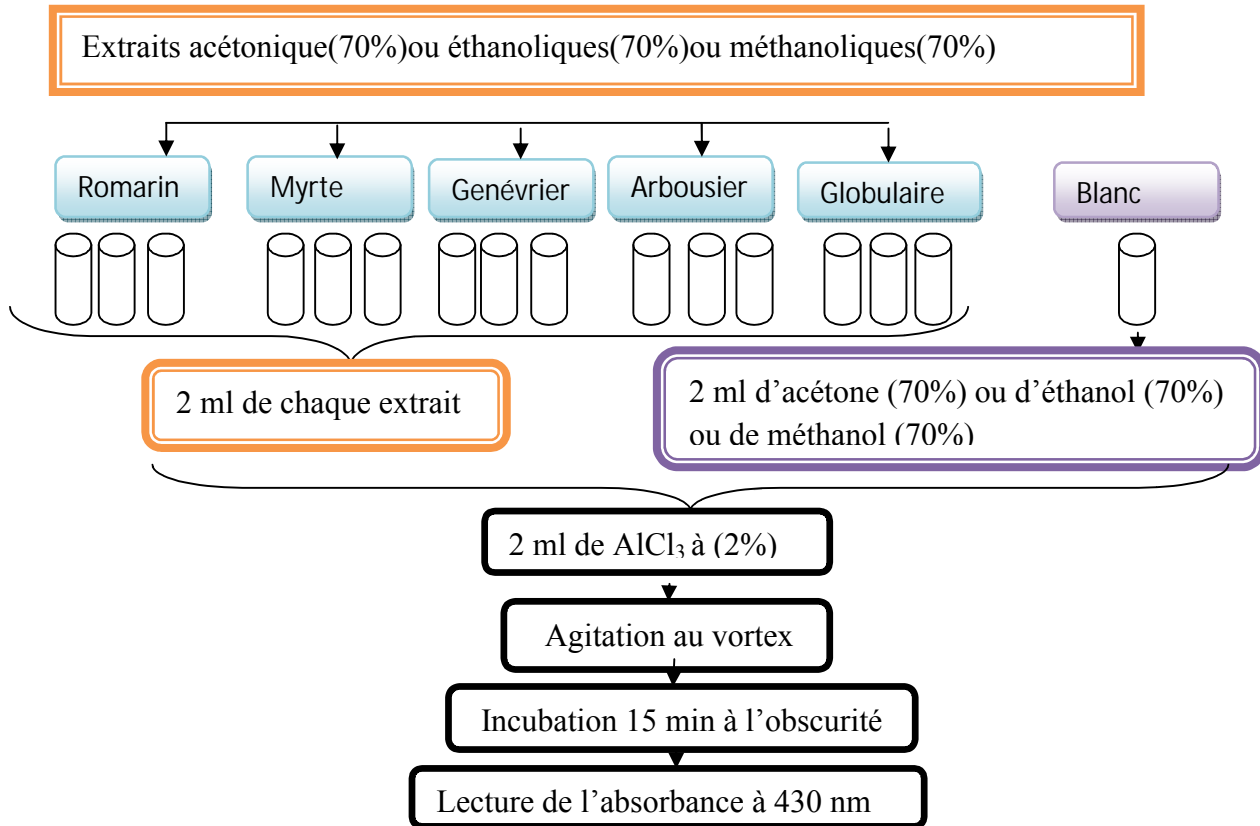 Extraits acétonique(70%)ou éthanoliques(70%)ou méthanoliques(70%)
Romarin
Myrte
Genévrier
Arbousier
Globulaire
Blanc
2 ml de chaque extrait
2 ml d’acétone (70%) ou d’éthanol (70%)
ou de méthanol (70%)
2 ml de AlCl₃ à (2%)
Agitation au vortex
Incubation 15 min à l’obscurité
Lecture de l’absorbance à 430 nm